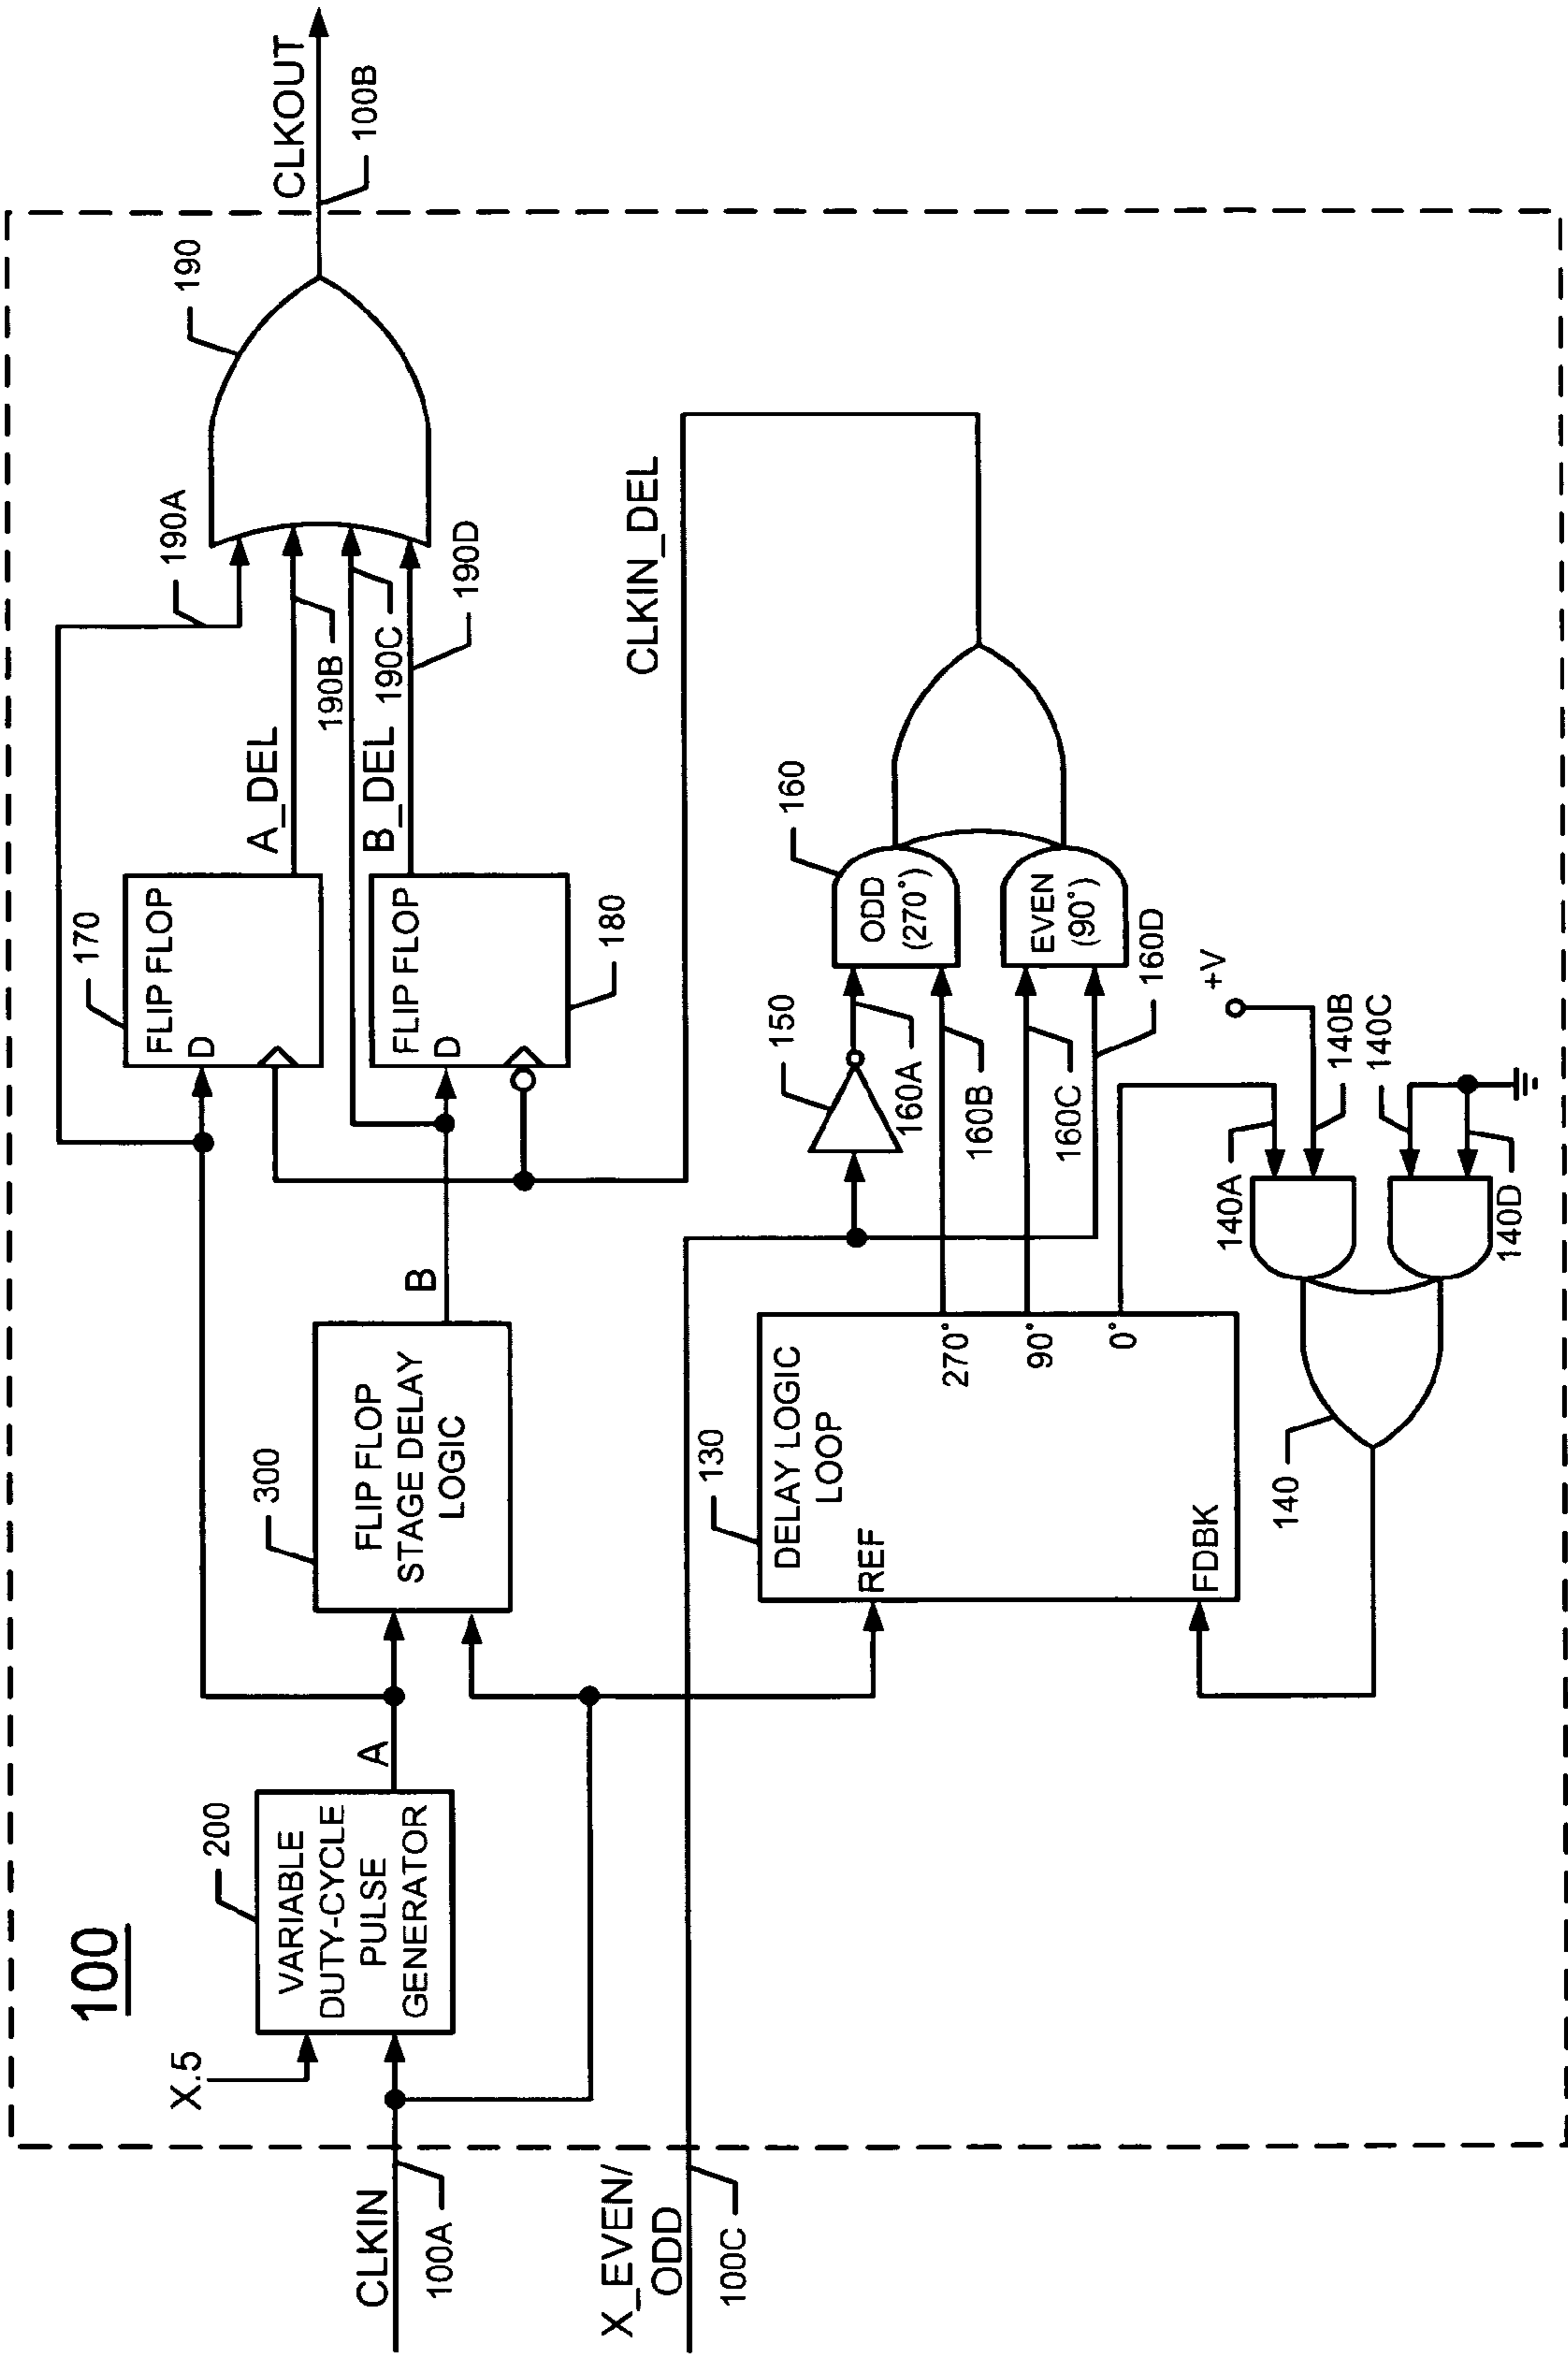 100
X.5
CLKIN
100A
X_EVEN/
ODD
100C
200
VARIABLE
DUTY-CYCLE
PULSE
GENERATOR
A
300
FLIP FLOP
STAGE DELAY
LOGIC
B
170
FLIP FLOP
D
A_DEL
FLIP FLOP
D
180
B_DEL
190A
190B
190C
190D
190
CLKOUT
100B
CLKIN_DEL
130
DELAY LOGIC
LOOP
REF
FDBK
270°
90°
0°
150
160A
160B
160C
160D
160
ODD
(270°)
EVEN
(90°)
+V
140A
140B
140C
140D
140